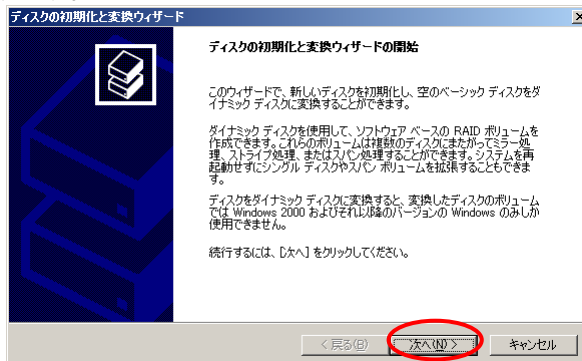 ディスクの初期化と変換ウィザード
ディスクの初期化と変換ウィザードの開始
このウィザードで、新しいディスクを初期化し、空のベーシック ディスクをダ
イナミック ディスクに変換することができます。
ダイナミック ディスクを使用して、ソフトウェア ベースの RAID ボリュームを
作成できます。これらのボリュームは複数のディスクにまたがってミラー処
理、ストライプ処理、またはスパン処理することができます。システムを再
起動せずにシングル ディスクやスパン ボリュームを拡張することもできま
す。
ディスクをダイナミック ディスクに変換すると、変換したディスクのボリューム
では Windows 2000 およびそれ以降のバージョンの Windows のみしか
使用できません。
続行するには、[次へ] をクリックしてください。
< 戻る(B) 次へ(N) > キャンセル